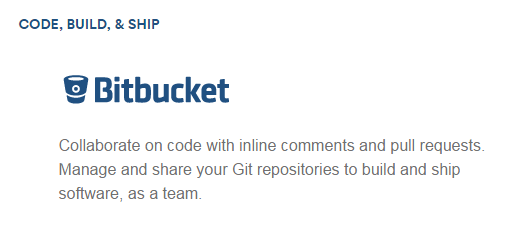 CODE, BUILD, & SHIP
Bitbucket
Collaborate on code with inline comments and pull requests.
Manage and share your Git repositories to build and ship
software, as a team.